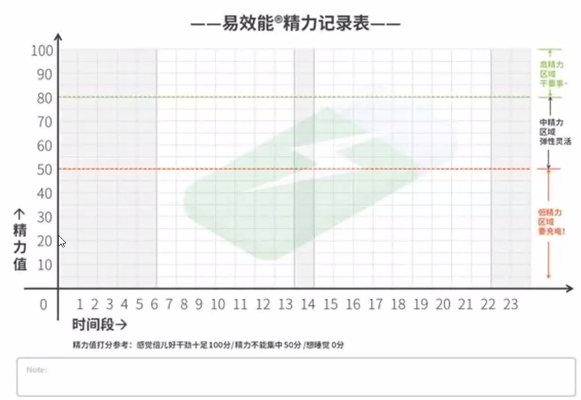 ——易效能®精力记录表——
100
90
80
70
60
50
40
30
20
10
0
↑精力值
高精力
区域
干重事~
中精力
区域
弹性灵活
低精力
区域
要充电!
1 2 3 4 5 6 7 8 9 10 11 12 13 14 15 16 17 18 19 20 21 22 23
时间段→
精力值打分参考：感觉倍儿好干劲十足100分/精力不能集中50分/想睡觉0分
Note: